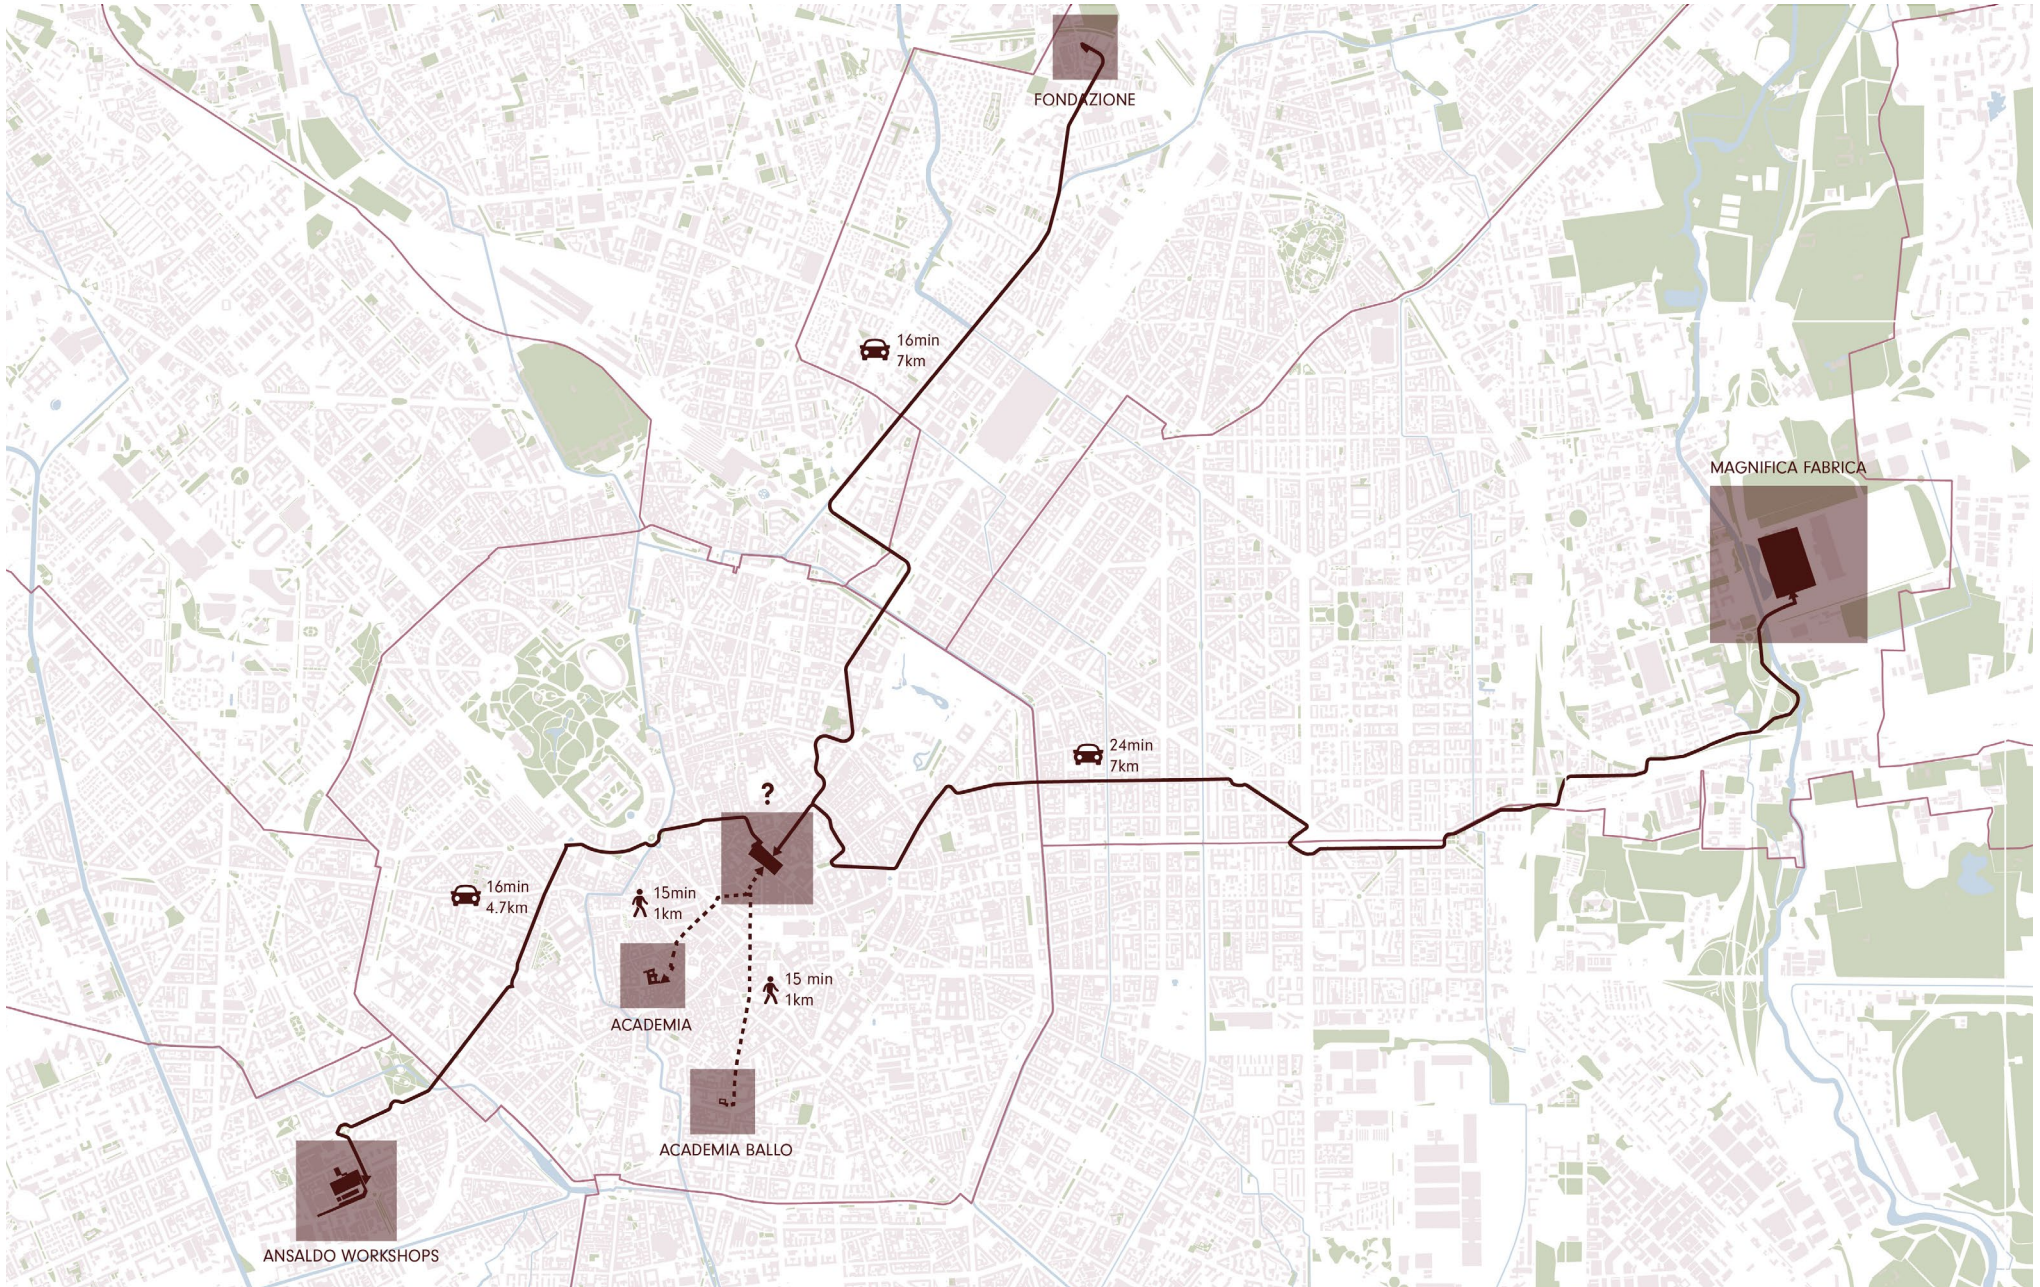 FONDAZIONE
16min
7km
MAGNIFICA FABRICA
24min
7km
?
16min
4.7km
15min
1km
15 min
1km
ACADEMIA
ACADEMIA BALLO
ANSALDO WORKSHOPS